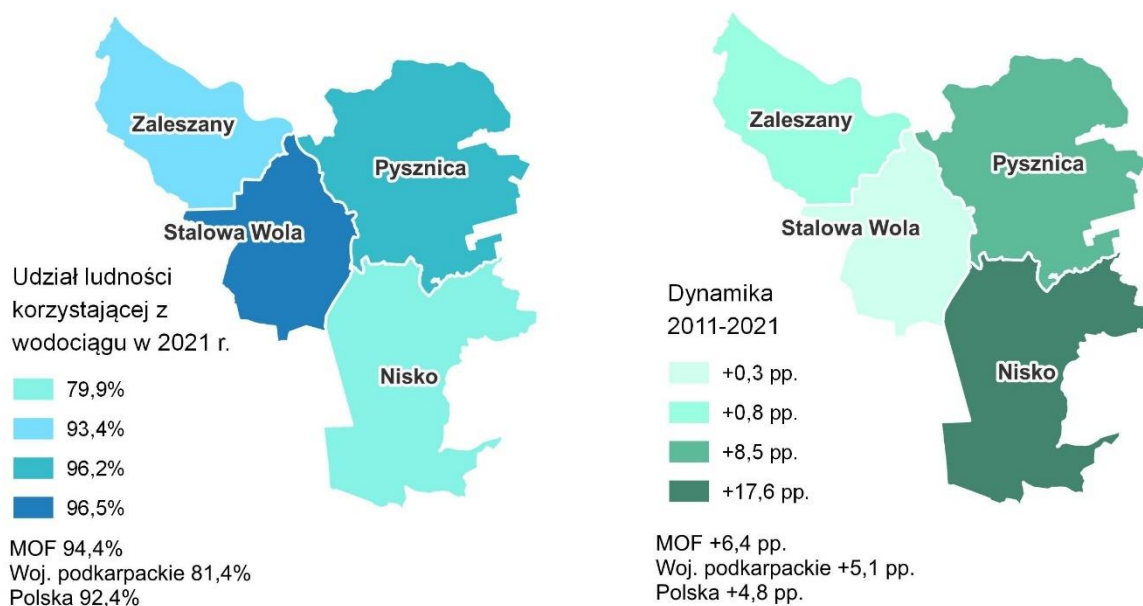 Zaleszany
Pysznica
Stalowa Wola
Nisko
Udział ludności
korzystającej z
wodociągu w 2021 r.
79,9%
93,4%
96,2%
96,5%
MOF 94,4%
Woj. podkarpackie 81,4%
Polska 92,4%
Zaleszany
Pysznica
Stalowa Wola
Nisko
Dynamika
2011-2021
+0,3 pp.
+0,8 pp.
+8,5 pp.
+17,6 pp.
MOF +6,4 pp.
Woj. podkarpackie +5,1 pp.
Polska +4,8 pp.